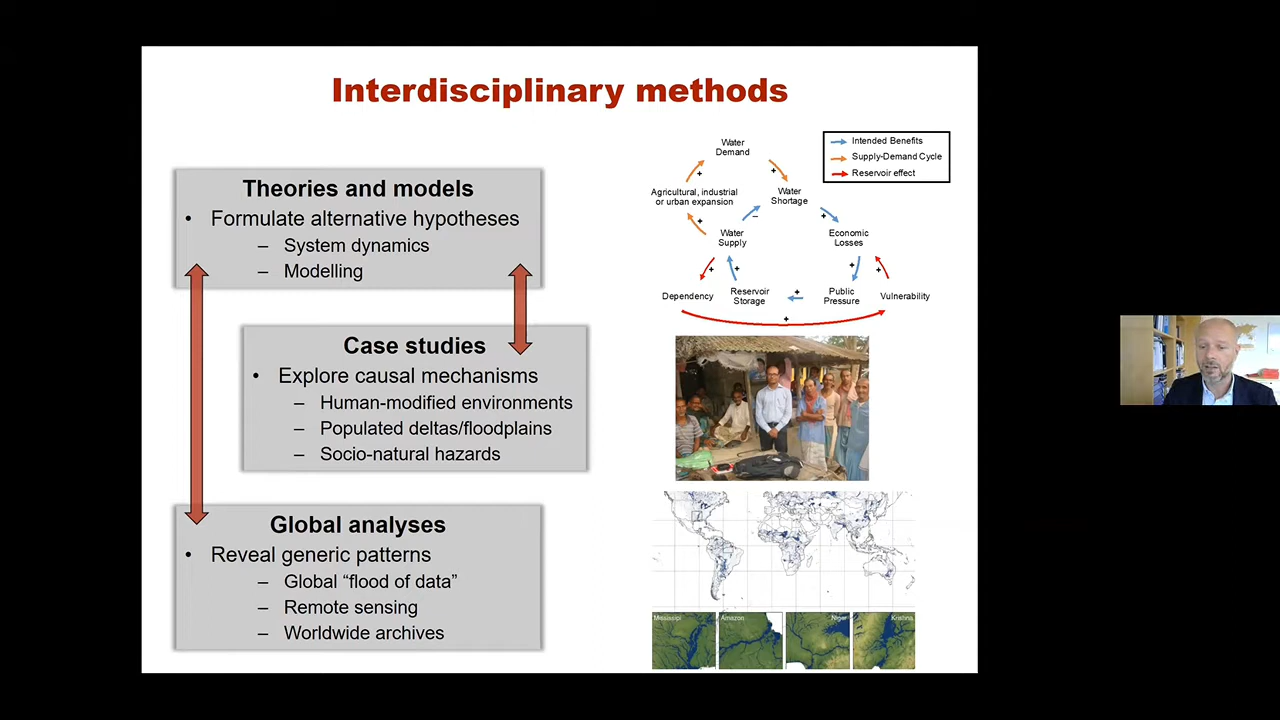 Interdisciplinary methods
Theories and models
• Formulate alternative hypotheses
– System dynamics
– Modelling
Case studies
• Explore causal mechanisms
– Human-modified environments
– Populated deltas/floodplains
– Socio-natural hazards
Global analyses
• Reveal generic patterns
– Global “flood of data”
– Remote sensing
– Worldwide archives
Intended Benefits
Supply-Demand Cycle
Reservoir effect
Water
Demand
+
+
Agricultural, industrial
or urban expansion
Water
Shortage
+
–
+
Water
Supply
Economic
Losses
+
+
+
+
Dependency
Reservoir
Storage
+
Public
Pressure
Vulnerability
+
Mississipi
Amazon
Niger
Krishna